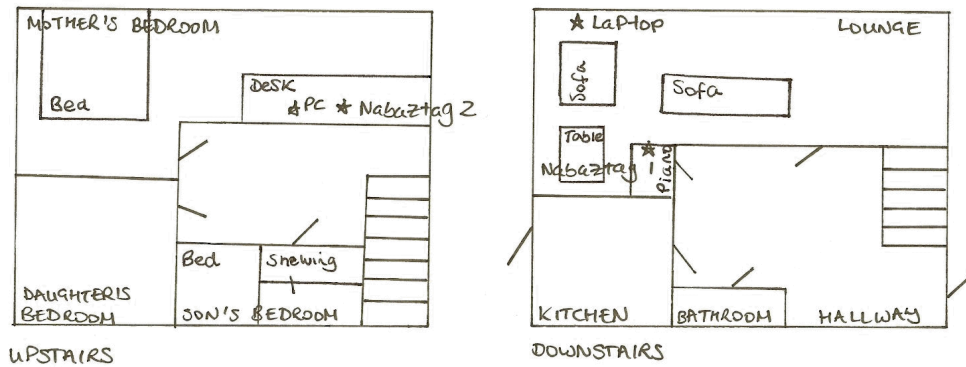 MOTHER'S BEDROOM
Bed
DESK
PC
Nabaztag 2
Bed
DAUGHTER'S
BEDROOM
SON'S BEDROOM
UPSTAIRS
LAPTOP
LOUNGE
Sofa
Sofa
Table
Nabaztag 1
Piano
KITCHEN
BATHROOM
HALLWAY
DOWNSTAIRS